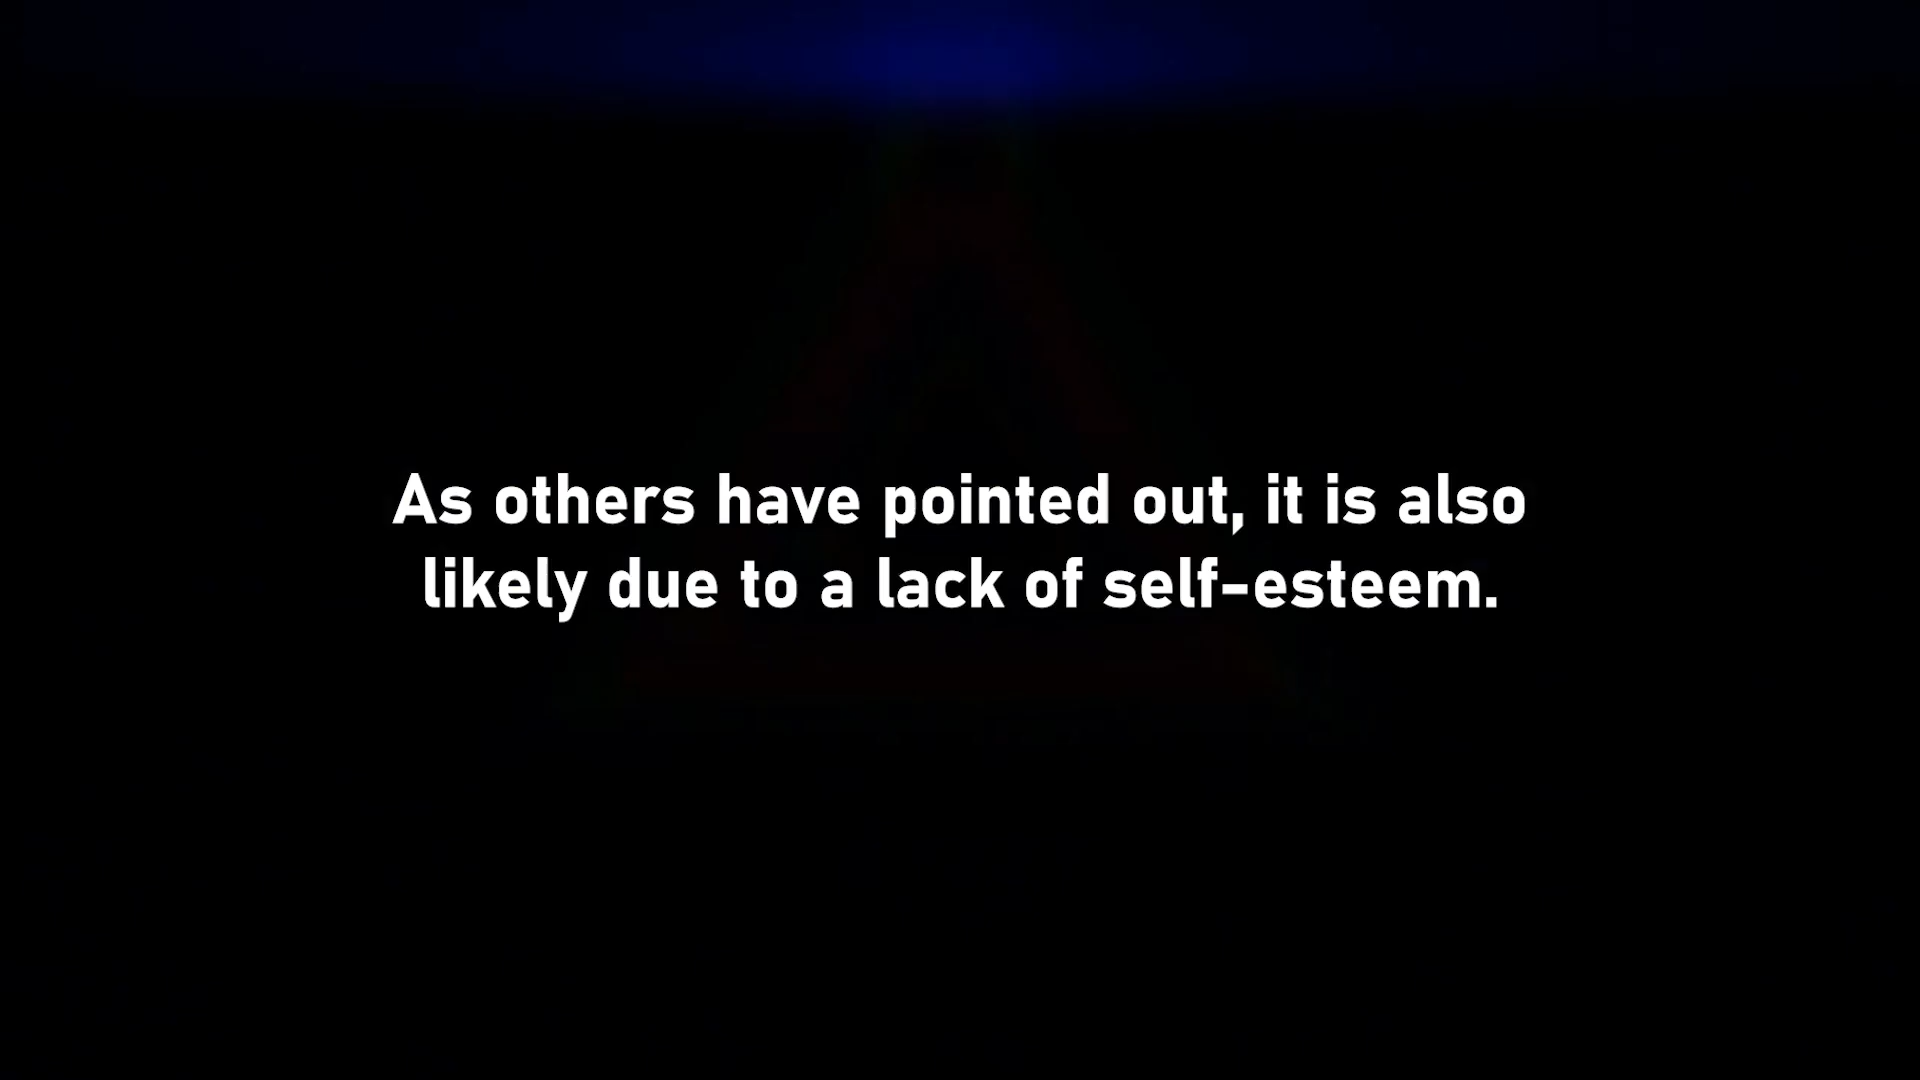 As others have pointed out, it is also
likely due to a lack of self-esteem.